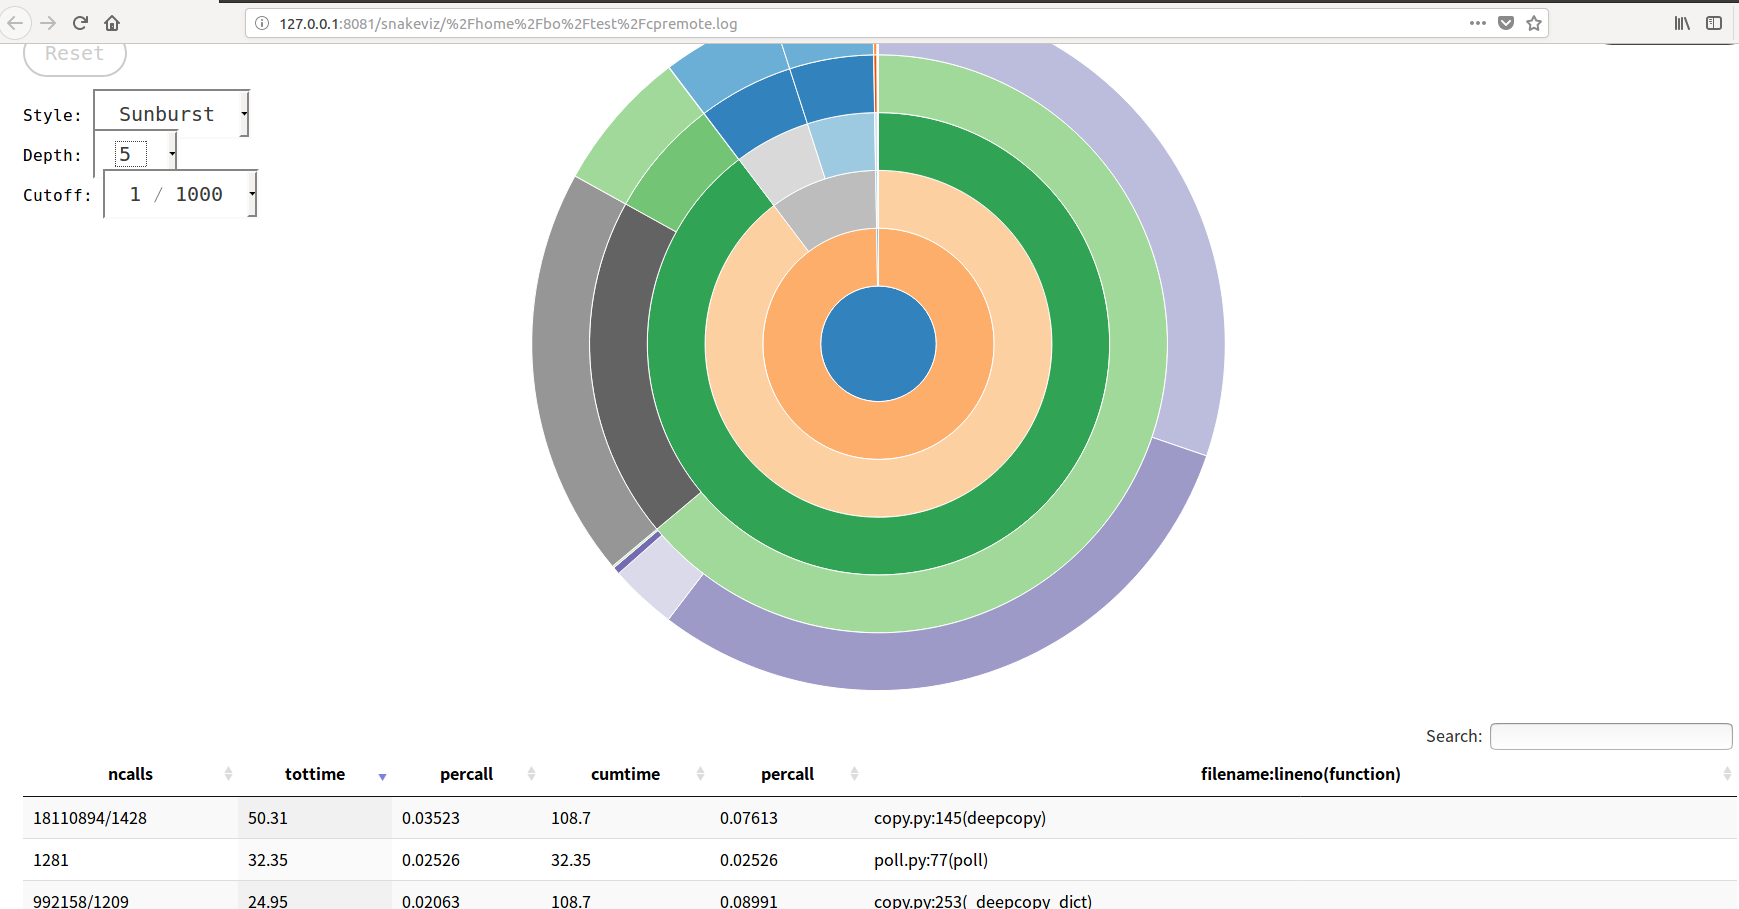 127.0.0.1:8081/snakeviz/%2Fhome%2Fbo%2Ftest%2Fcpremote.log
Reset
Style: Sunburst
Depth: 5
Cutoff: 1 / 1000
Search:
ncalls tottime percall cumtime percall filename:lineno(function)
18110894/1428 50.31 0.03523 108.7 0.07613 copy.py:145(deepcopy)
1281 32.35 0.02526 32.35 0.02526 poll.py:77(poll)
992158/1209 24.95 0.02063 108.7 0.08991 copy.py:253(_deepcopy_dict)